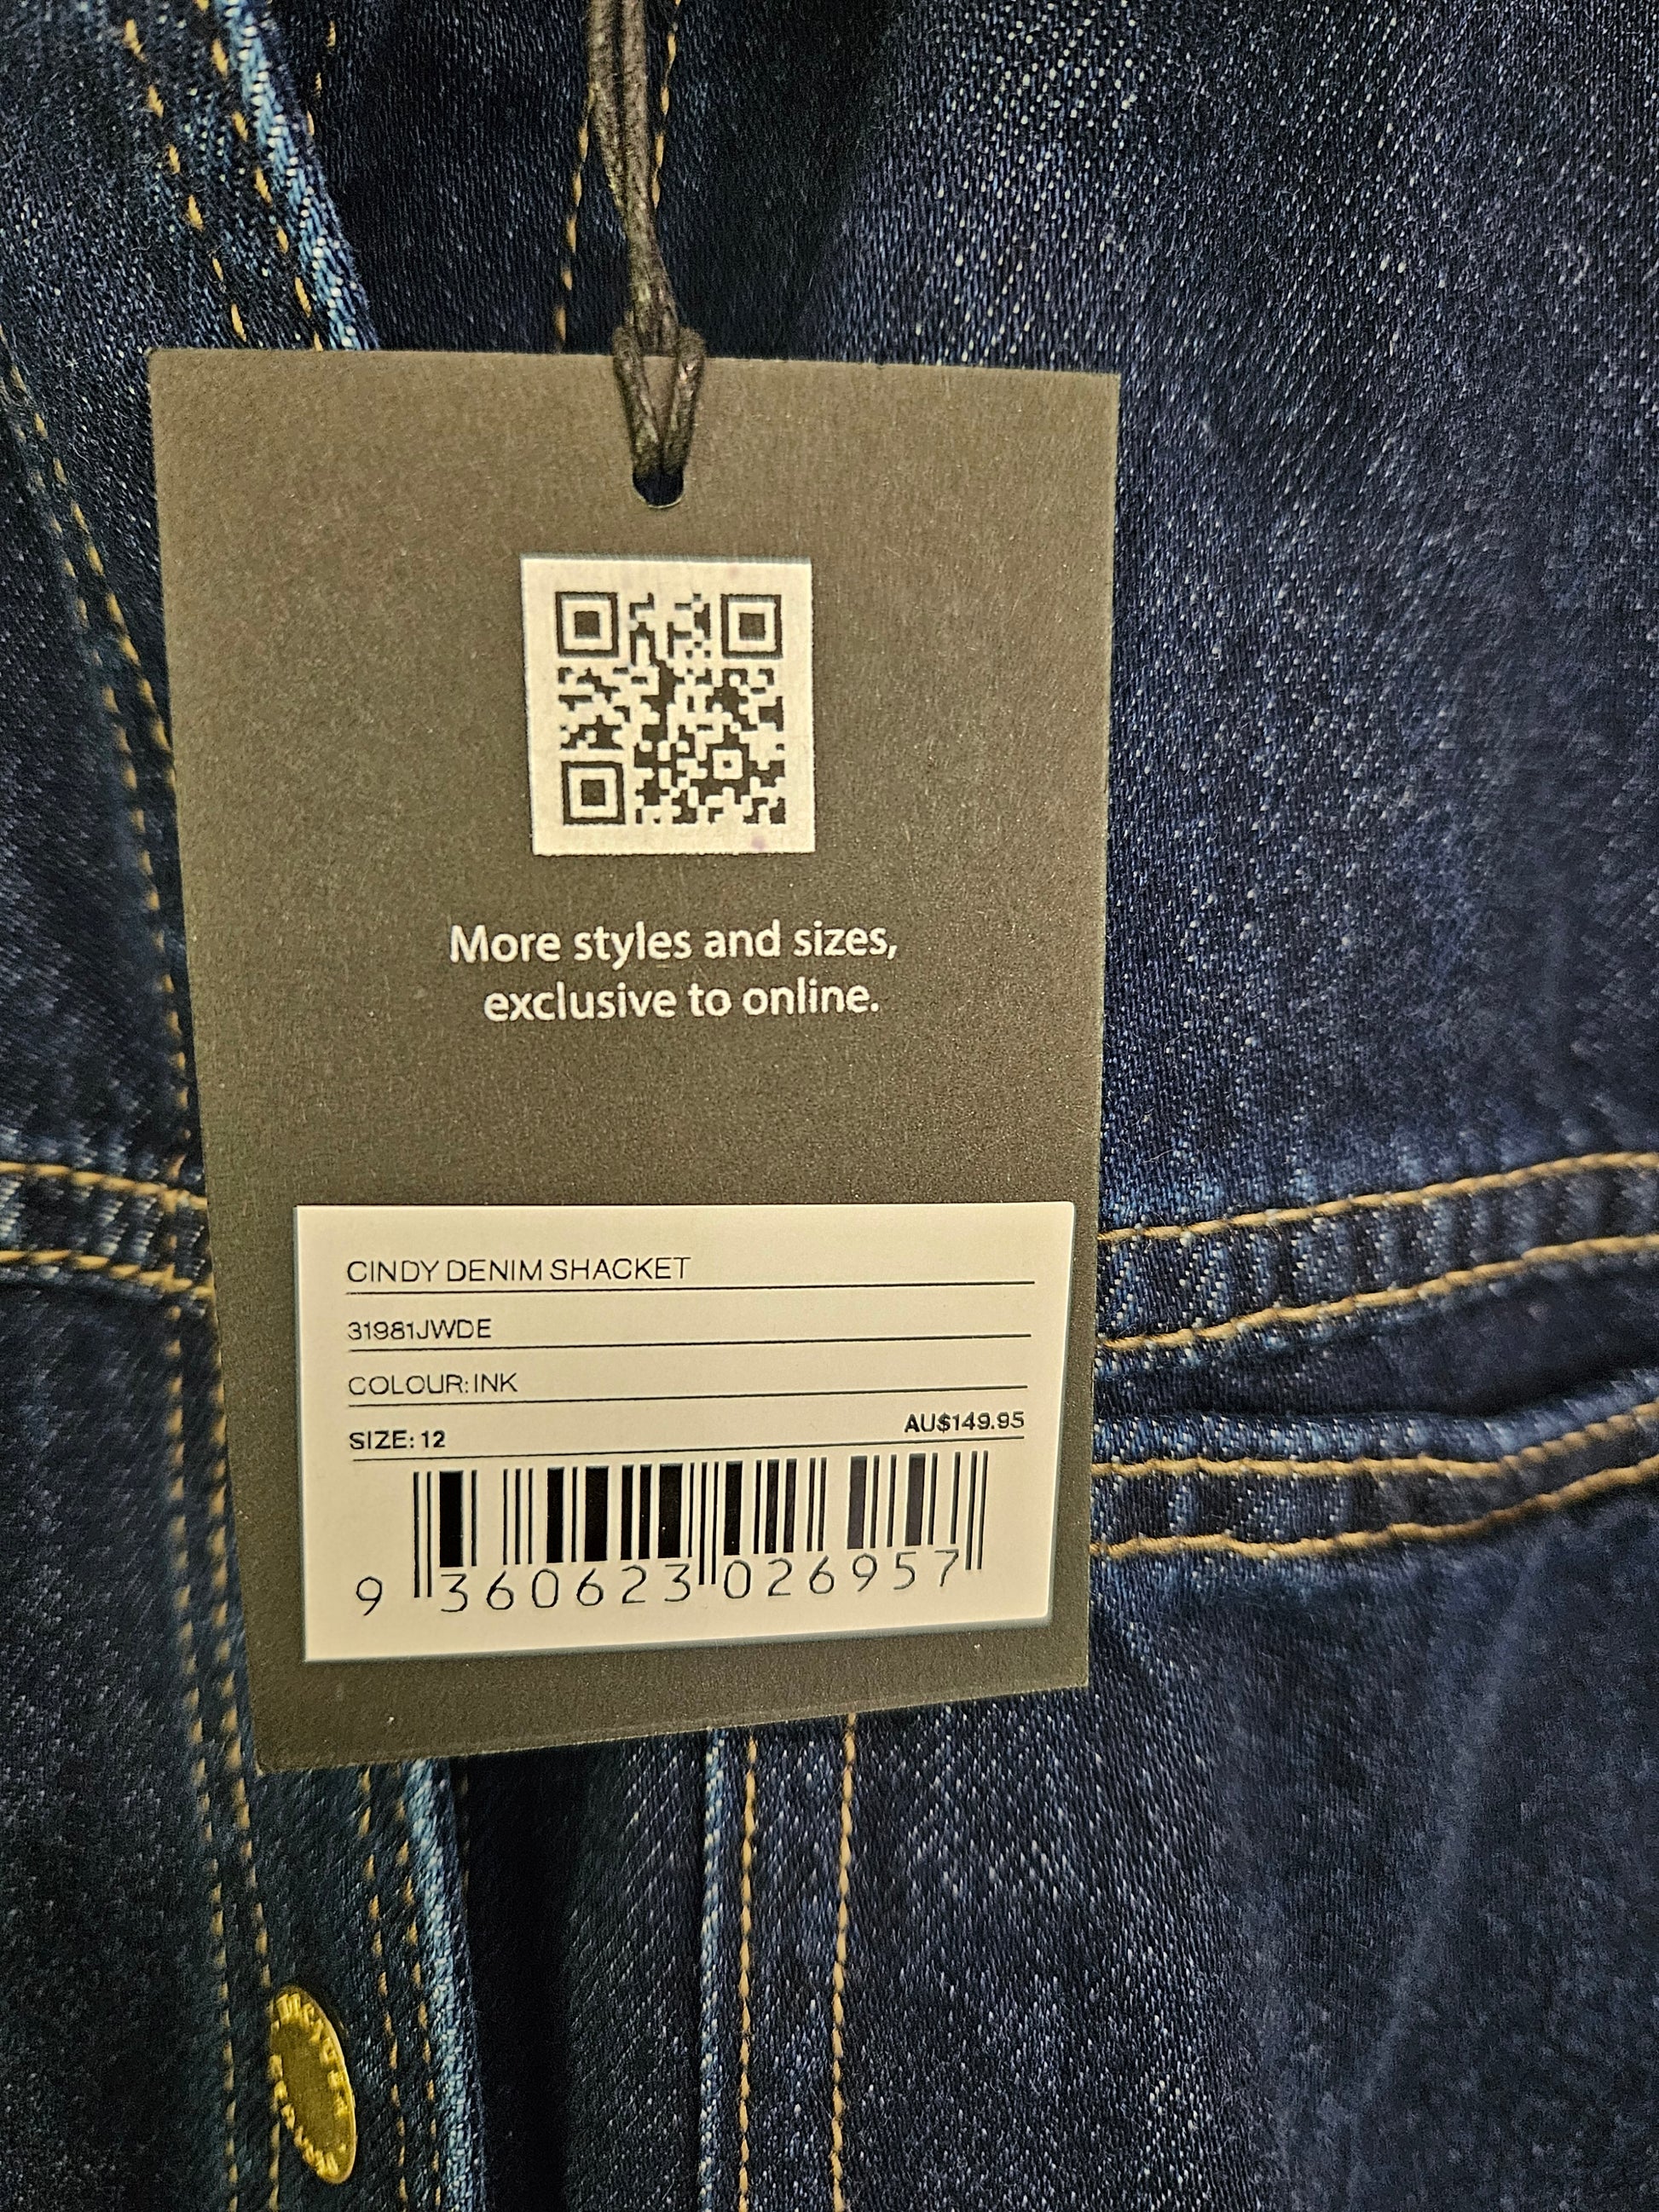 More styles and sizes,
exclusive to online.
CINDY DENIM SHACKET
31981JWDE
COLOUR: INK
SIZE: 12
AU$149.95
9 360623 026957